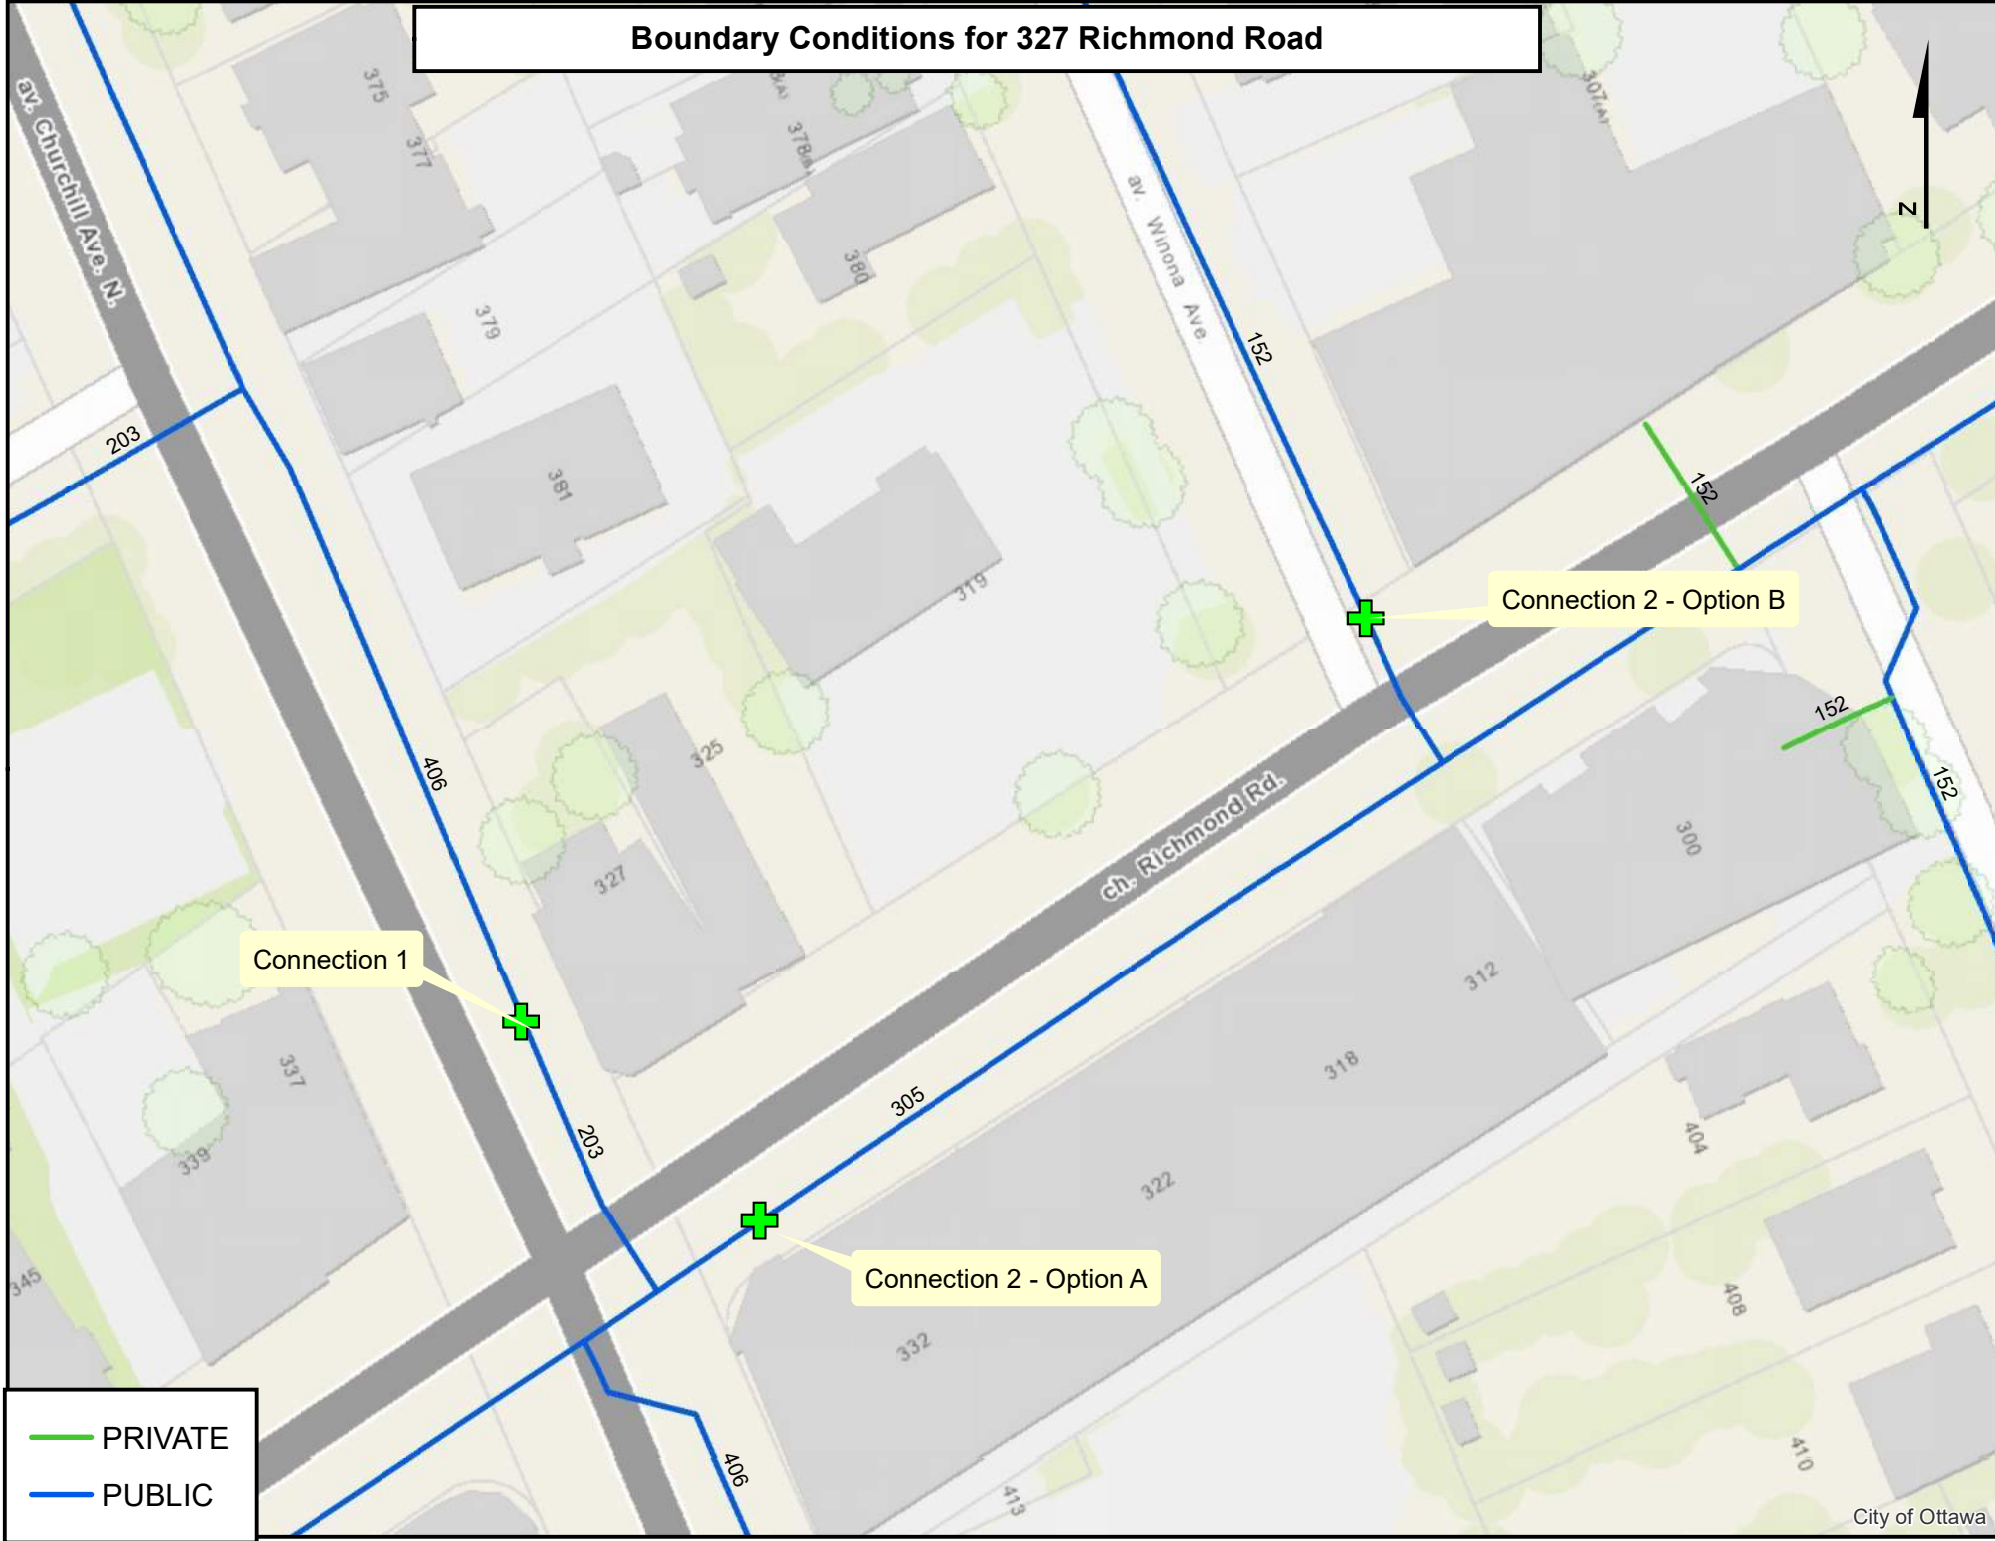 Boundary Conditions for 327 Richmond Road
375
377
378(B)
380
379
381
av. Churchill Ave. N.
av. Winona Ave.
307(A)
Z
152
203
152
319
Connection 2 - Option B
152
152
406
325
327
ch. Richmond Rd.
300
Connection 1
312
318
337
339
203
305
322
404
345
Connection 2 - Option A
332
408
406
410
413
PRIVATE
PUBLIC
City of Ottawa